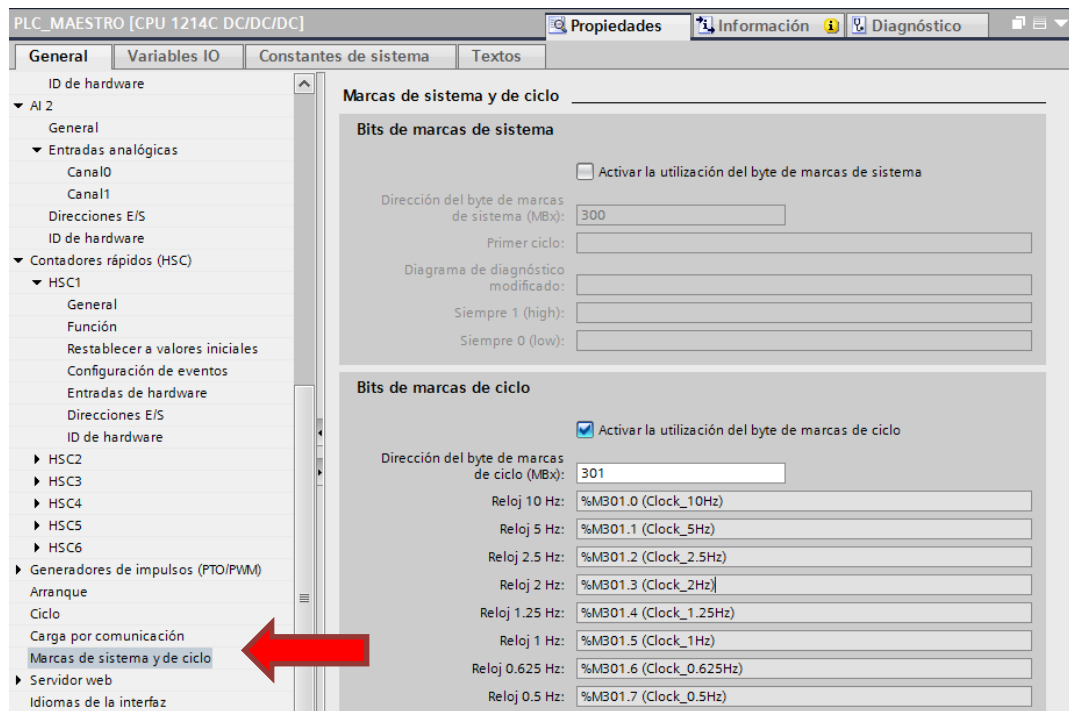 PLC_MAESTRO [CPU 1214C DC/DC/DC]
Propiedades
Información
Diagnóstico
General
Variables IO
Constantes de sistema
Textos
ID de hardware
AI 2
General
Entradas analógicas
Canal0
Canal1
Direcciones E/S
ID de hardware
Contadores rápidos (HSC)
HSC1
General
Función
Restablecer a valores iniciales
Configuración de eventos
Entradas de hardware
Direcciones E/S
ID de hardware
HSC2
HSC3
HSC4
HSC5
HSC6
Generadores de impulsos (PTO/PWM)
Arranque
Ciclo
Carga por comunicación
Marcas de sistema y de ciclo
Servidor web
Idiomas de la interfaz
Marcas de sistema y de ciclo
Bits de marcas de sistema
Activar la utilización del byte de marcas de sistema
Dirección del byte de marcas
de sistema (MBx): 300
Primer ciclo:
Diagrama de diagnóstico
modificado:
Siempre 1 (high):
Siempre 0 (low):
Bits de marcas de ciclo
Activar la utilización del byte de marcas de ciclo
Dirección del byte de marcas
de ciclo (MBx): 301
Reloj 10 Hz: %M301.0 (Clock_10Hz)
Reloj 5 Hz: %M301.1 (Clock_5Hz)
Reloj 2.5 Hz: %M301.2 (Clock_2.5Hz)
Reloj 2 Hz: %M301.3 (Clock_2Hz)
Reloj 1.25 Hz: %M301.4 (Clock_1.25Hz)
Reloj 1 Hz: %M301.5 (Clock_1Hz)
Reloj 0.625 Hz: %M301.6 (Clock_0.625Hz)
Reloj 0.5 Hz: %M301.7 (Clock_0.5Hz)